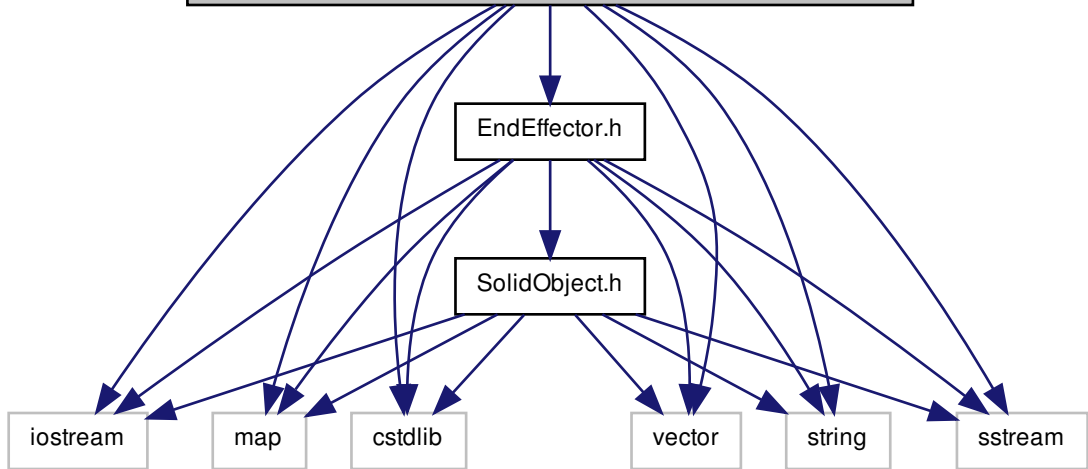 EndEffector.h
SolidObject.h
iostream map cstdlib vector string sstream